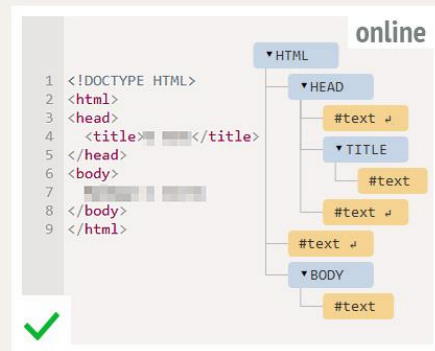 online
1 <!DOCTYPE HTML>
2 <html>
3 <head>
4 <title></title>
5 </head>
6 <body>
7
8 </body>
9 </html>
▾ HTML
▾ HEAD
#text ↵
▾ TITLE
#text
#text ↵
#text ↵
▾ BODY
#text